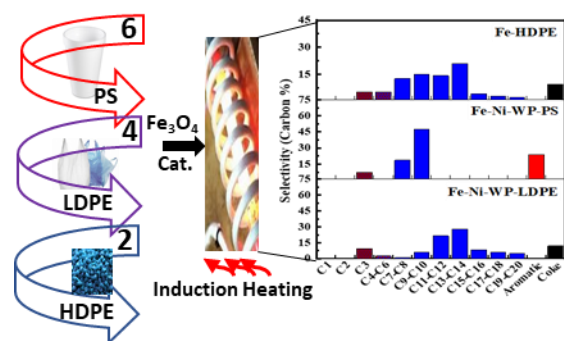 6
PS
4
LDPE
2
HDPE
Fe₃O₄
Cat.
Induction Heating
Selectivity (Carbon %)
45
Fe-HDPE
30
15
75
Fe-Ni-WP-PS
60
45
30
15
45
Fe-Ni-WP-LDPE
30
15
0
C1
C2
C3
C4-C6
C7-C8
C9-C10
C11-C12
C13-C14
C15-C16
C17-C18
C19-C20
Aromatic
Coke